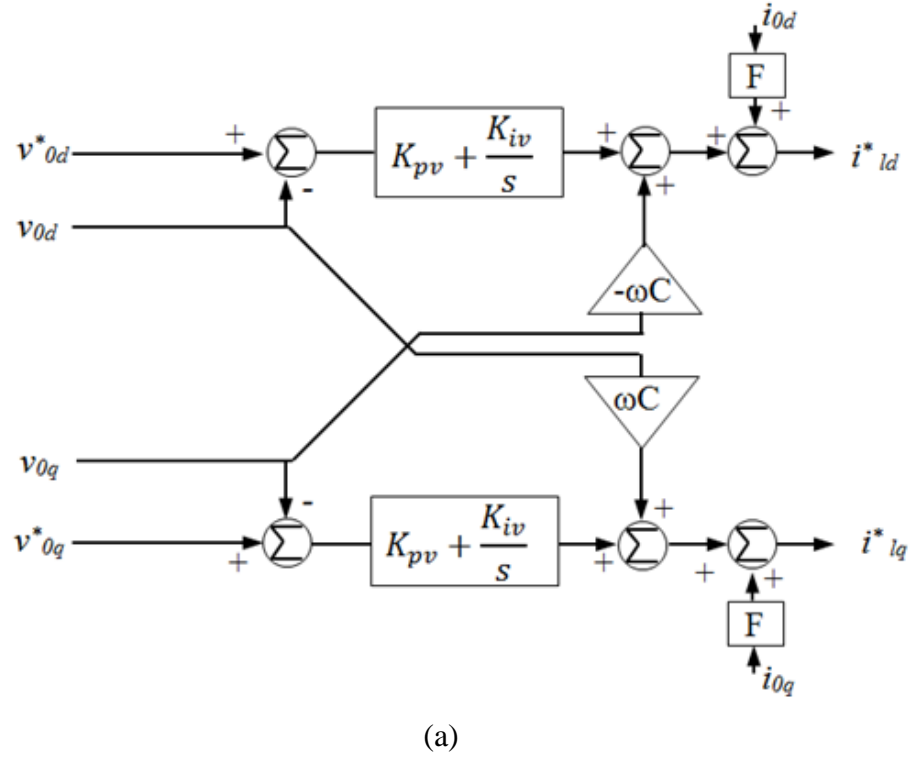 i0d
F
+
+ + +
v*0d Σ Kpv + Kiv/s Σ Σ i*ld
- +
v0d
-ωC
ωC
v0q
- +
v*0q Σ Kpv + Kiv/s Σ Σ i*lq
+ + + +
F
i0q
(a)